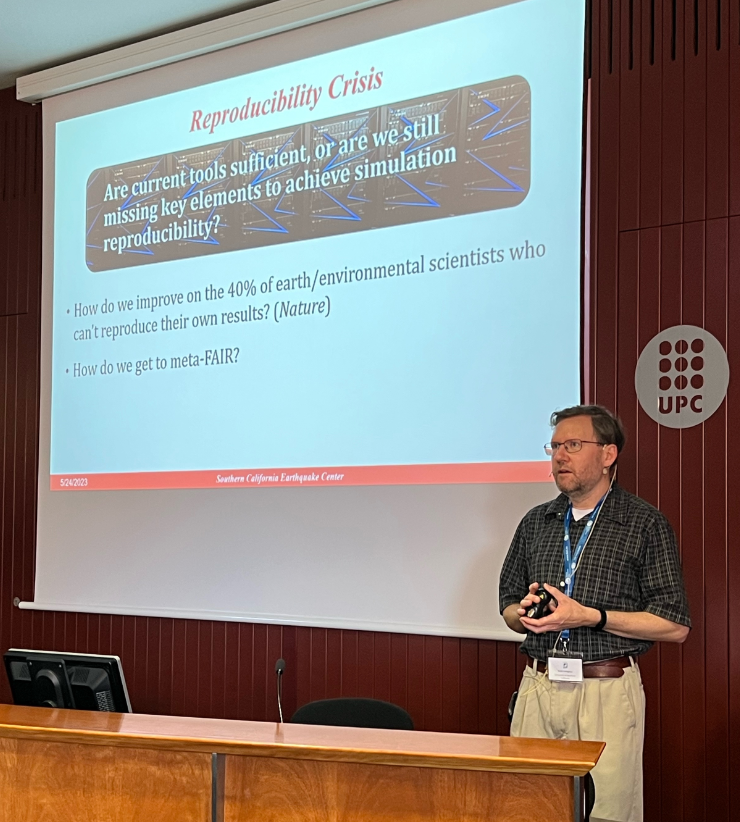 Reproducibility Crisis
Are current tools sufficient, or are we still
missing key elements to achieve simulation
reproducibility?
• How do we improve on the 40% of earth/environmental scientists who
can't reproduce their own results? (Nature)
• How do we get to meta-FAIR?
5/24/2023
Southern California Earthquake Center
UPC